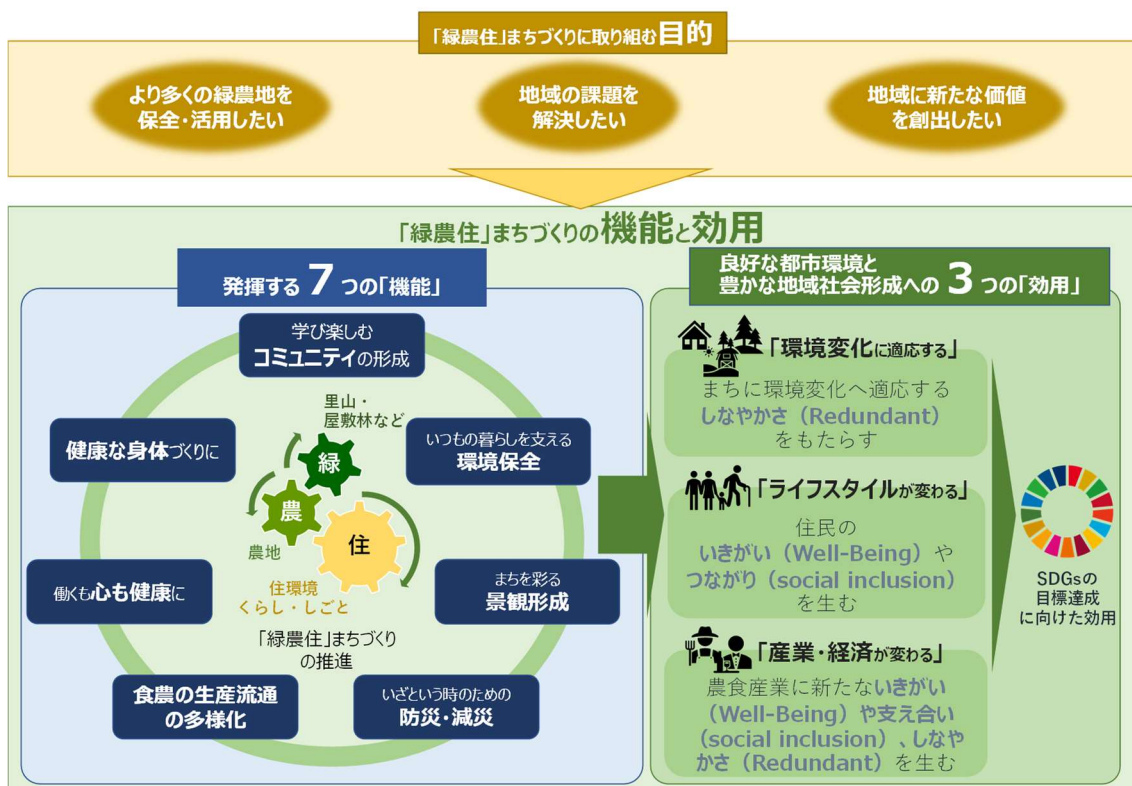 「緑農住」まちづくりに取り組む目的
より多くの緑農地を
保全・活用したい
地域の課題を
解決したい
地域に新たな価値
を創出したい
「緑農住」まちづくりの機能と効用
発揮する 7 つの「機能」
学び楽しむ
コミュニティの形成
里山・
屋敷林など
健康な身体づくりに
いつもの暮らしを支える
環境保全
緑
農
住
農地
働くも心も健康に
まちを彩る
景観形成
住環境
くらし・しごと
「緑農住」まちづくり
の推進
食農の生産流通
の多様化
いざという時のための
防災・減災
良好な都市環境と
豊かな地域社会形成への 3 つの「効用」
「環境変化に適応する」
まちに環境変化へ適応する
しなやかさ（Redundant）
をもたらす
「ライフスタイルが変わる」
住民の
いきがい（Well-Being）や
つながり（social inclusion）
を生む
「産業・経済が変わる」
農食産業に新たないきがい
（Well-Being）や支え合い
（social inclusion）、しなや
かさ（Redundant）を生む
SDGsの
目標達成
に向けた効用